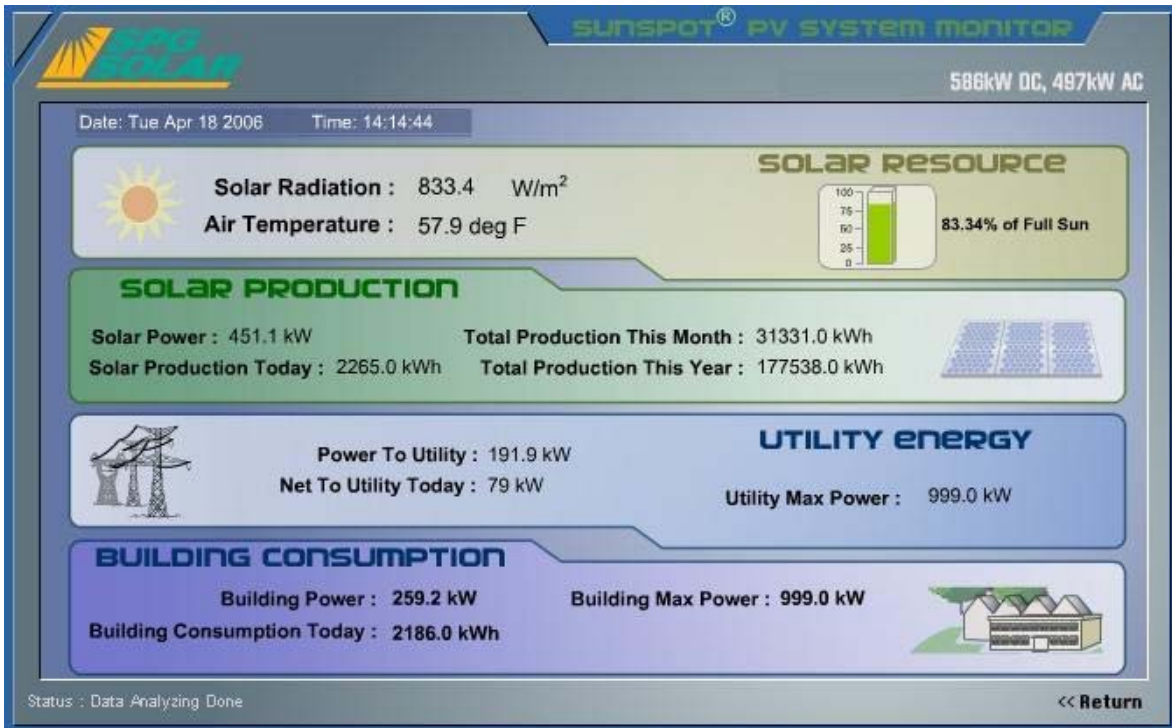 SPG
SOLAR
SUNSPOT® PV SYSTEM MONITOR
586kW DC, 497kW AC
Date: Tue Apr 18 2006 Time: 14:14:44
SOLAR RESOURCE
Solar Radiation : 833.4 W/m²
Air Temperature : 57.9 deg F
100
75
50
25
0
83.34% of Full Sun
SOLAR PRODUCTION
Solar Power : 451.1 kW Total Production This Month : 31331.0 kWh
Solar Production Today : 2265.0 kWh Total Production This Year : 177538.0 kWh
UTILITY ENERGY
Power To Utility : 191.9 kW
Net To Utility Today : 79 kW
Utility Max Power : 999.0 kW
BUILDING CONSUMPTION
Building Power : 259.2 kW Building Max Power : 999.0 kW
Building Consumption Today : 2186.0 kWh
Status : Data Analyzing Done
<< Return